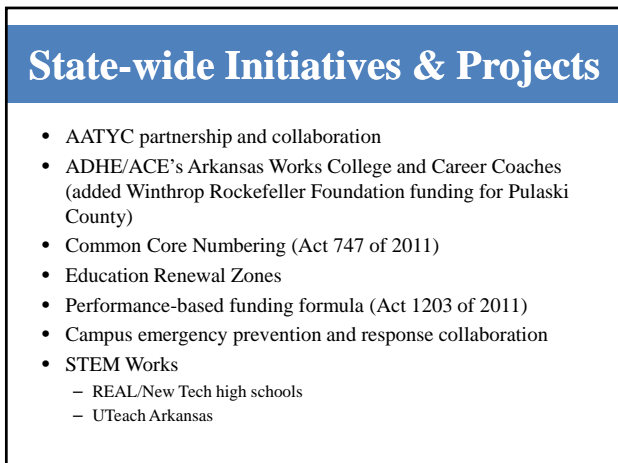 State-wide Initiatives & Projects
• AATYC partnership and collaboration
• ADHE/ACE's Arkansas Works College and Career Coaches
(added Winthrop Rockefeller Foundation funding for Pulaski
County)
• Common Core Numbering (Act 747 of 2011)
• Education Renewal Zones
• Performance-based funding formula (Act 1203 of 2011)
• Campus emergency prevention and response collaboration
• STEM Works
– REAL/New Tech high schools
– UTeach Arkansas